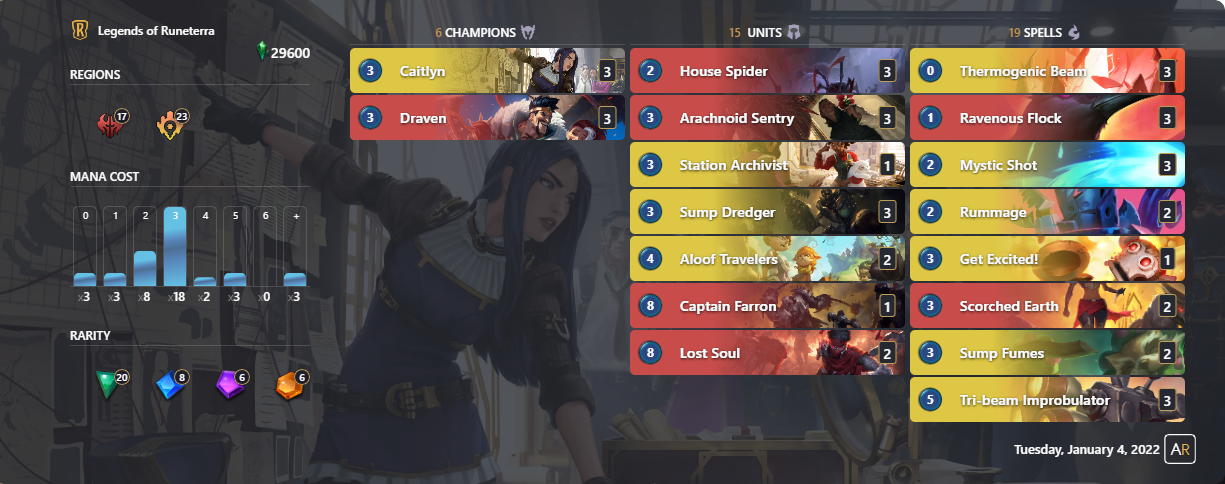 Legends of Runeterra
29600
REGIONS
17
23
MANA COST
0 1 2 3 4 5 6 +
x3 x3 x8 x18 x2 x3 x0 x3
RARITY
20 8 6 6
6 CHAMPIONS
3 Caitlyn 3
3 Draven 3
15 UNITS
2 House Spider 3
3 Arachnoid Sentry 3
3 Station Archivist 1
3 Sump Dredger 3
4 Aloof Travelers 2
8 Captain Farron 1
8 Lost Soul 2
19 SPELLS
0 Thermogenic Beam 3
1 Ravenous Flock 3
2 Mystic Shot 3
2 Rummage 2
3 Get Excited! 1
3 Scorched Earth 2
3 Sump Fumes 2
5 Tri-beam Improbulator 3
Tuesday, January 4, 2022 AR